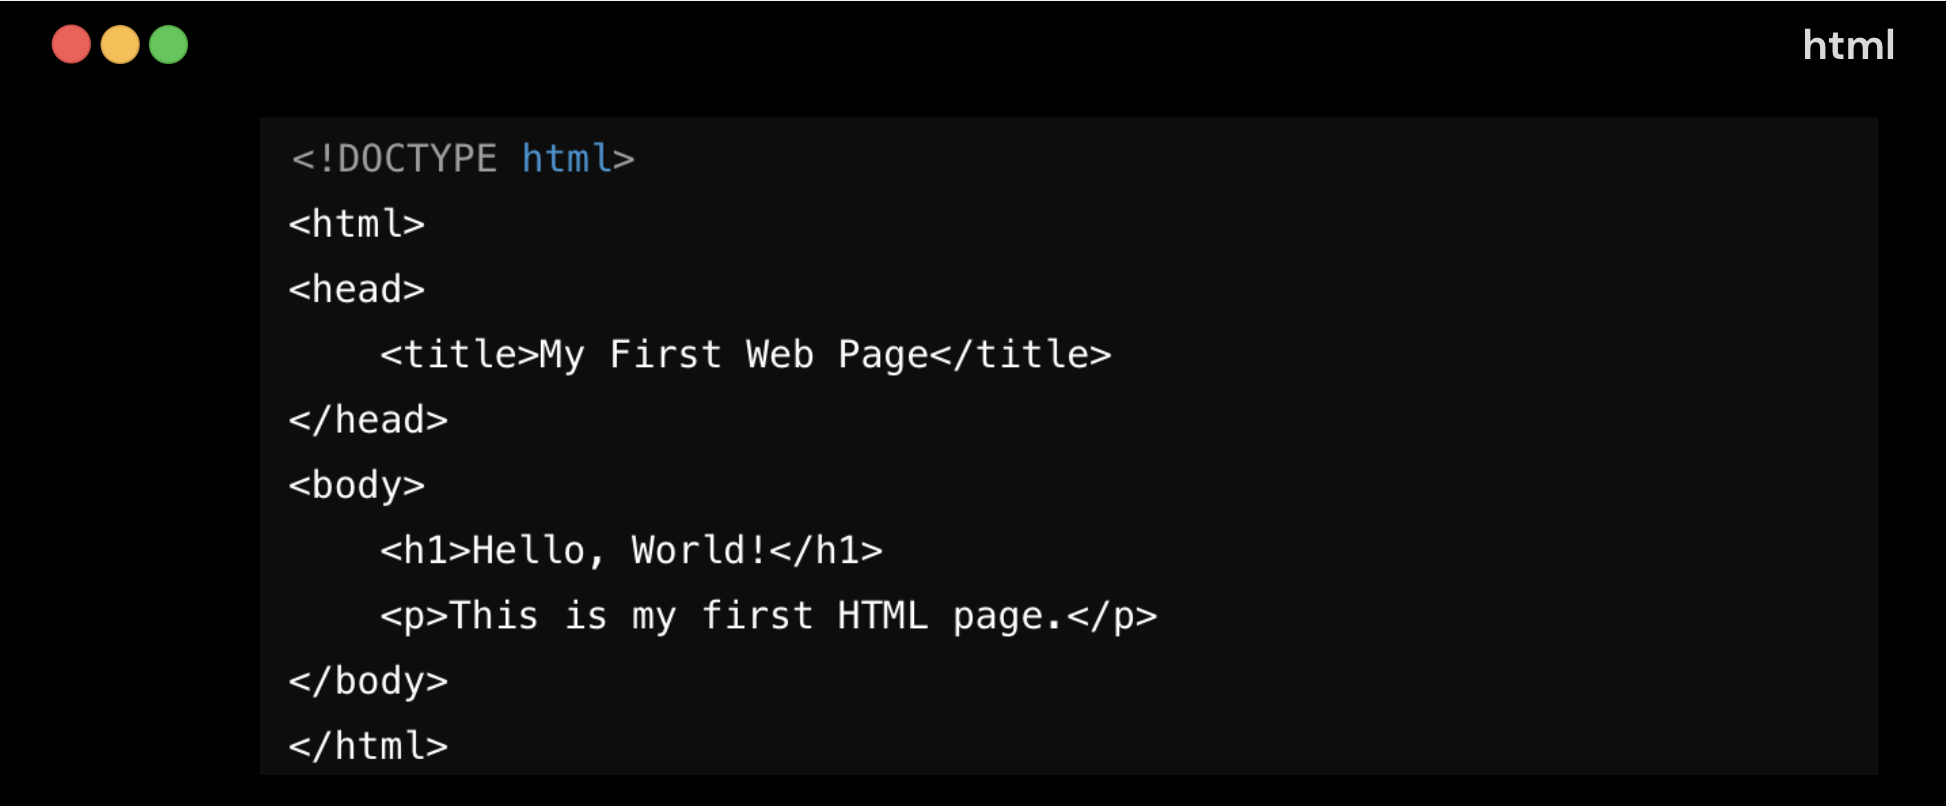 html
<!DOCTYPE html>
<html>
<head>
    <title>My First Web Page</title>
</head>
<body>
    <h1>Hello, World!</h1>
    <p>This is my first HTML page.</p>
</body>
</html>